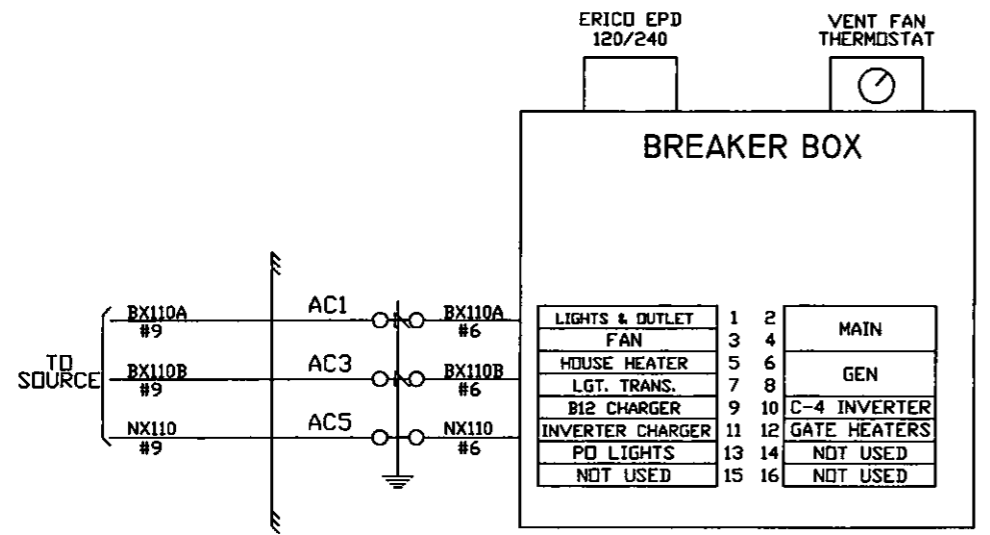 ERICO EPD
120/240
VENT FAN
THERMOSTAT
BREAKER BOX
TO
SOURCE
BX110A
#9
AC1
BX110A
#6
BX110B
#9
AC3
BX110B
#6
NX110
#9
AC5
NX110
#6
LIGHTS & OUTLET 1 2 MAIN
FAN 3 4
HOUSE HEATER 5 6 GEN
LGT. TRANS. 7 8
B12 CHARGER 9 10 C-4 INVERTER
INVERTER CHARGER 11 12 GATE HEATERS
PO LIGHTS 13 14 NOT USED
NOT USED 15 16 NOT USED